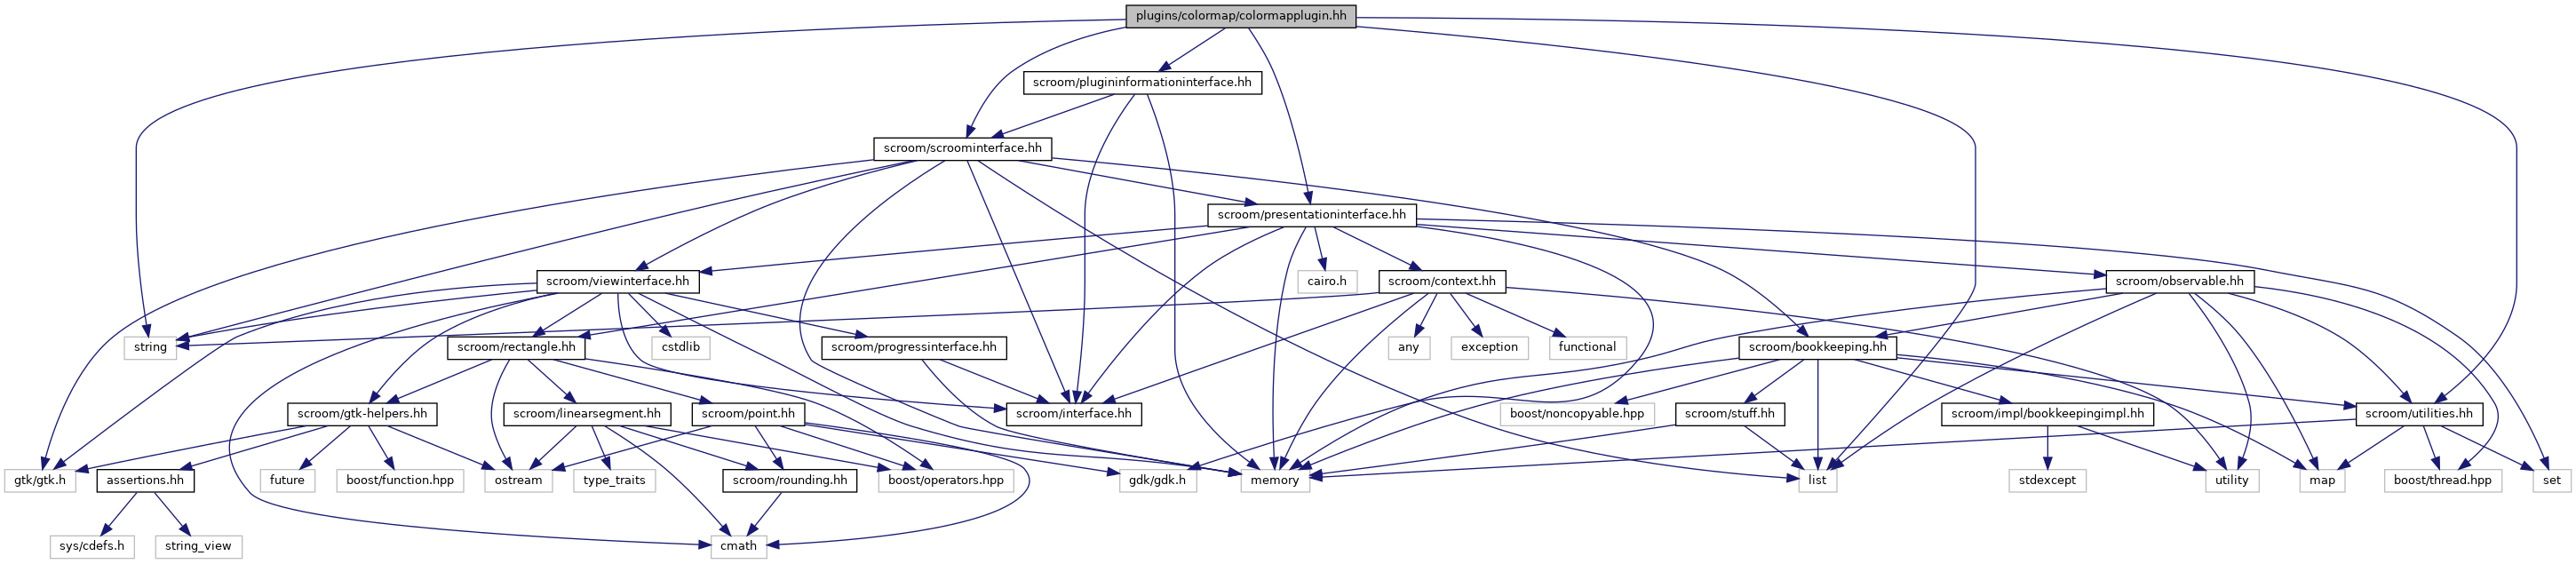 plugins/colormap/colormapplugin.hh
scroom/plugininformationinterface.hh
scroom/scroominterface.hh
scroom/presentationinterface.hh
scroom/viewinterface.hh
cairo.h
scroom/context.hh
scroom/observable.hh
string
scroom/rectangle.hh
cstdlib
scroom/progressinterface.hh
any
exception
functional
scroom/bookkeeping.hh
scroom/gtk-helpers.hh
scroom/linearsegment.hh
scroom/point.hh
scroom/interface.hh
boost/noncopyable.hpp
scroom/stuff.hh
scroom/impl/bookkeepingimpl.hh
scroom/utilities.hh
gtk/gtk.h
assertions.hh
future
boost/function.hpp
ostream
type_traits
scroom/rounding.hh
boost/operators.hpp
gdk/gdk.h
memory
list
stdexcept
utility
map
boost/thread.hpp
set
sys/cdefs.h
string_view
cmath